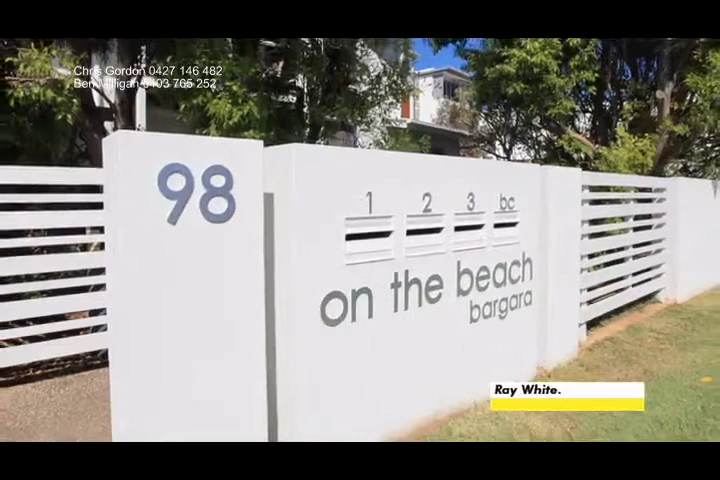 Chris Gordon 0427 146 482
Ben Milligan 0403 765 252
98
1 2 3 bc
on the beach
bargara
Ray White.